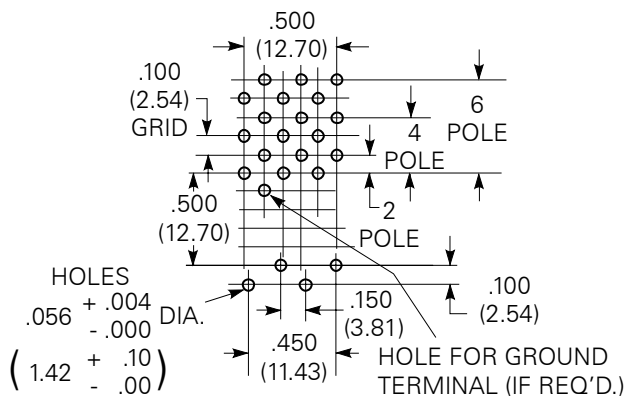 .500
(12.70)
.100
(2.54)
GRID
6
POLE
4
POLE
2
POLE
.500
(12.70)
HOLES
.056 + .004 - .000 DIA.
(1.42 + .10 - .00)
.150
(3.81)
.450
(11.43)
.100
(2.54)
HOLE FOR GROUND
TERMINAL (IF REQ'D.)